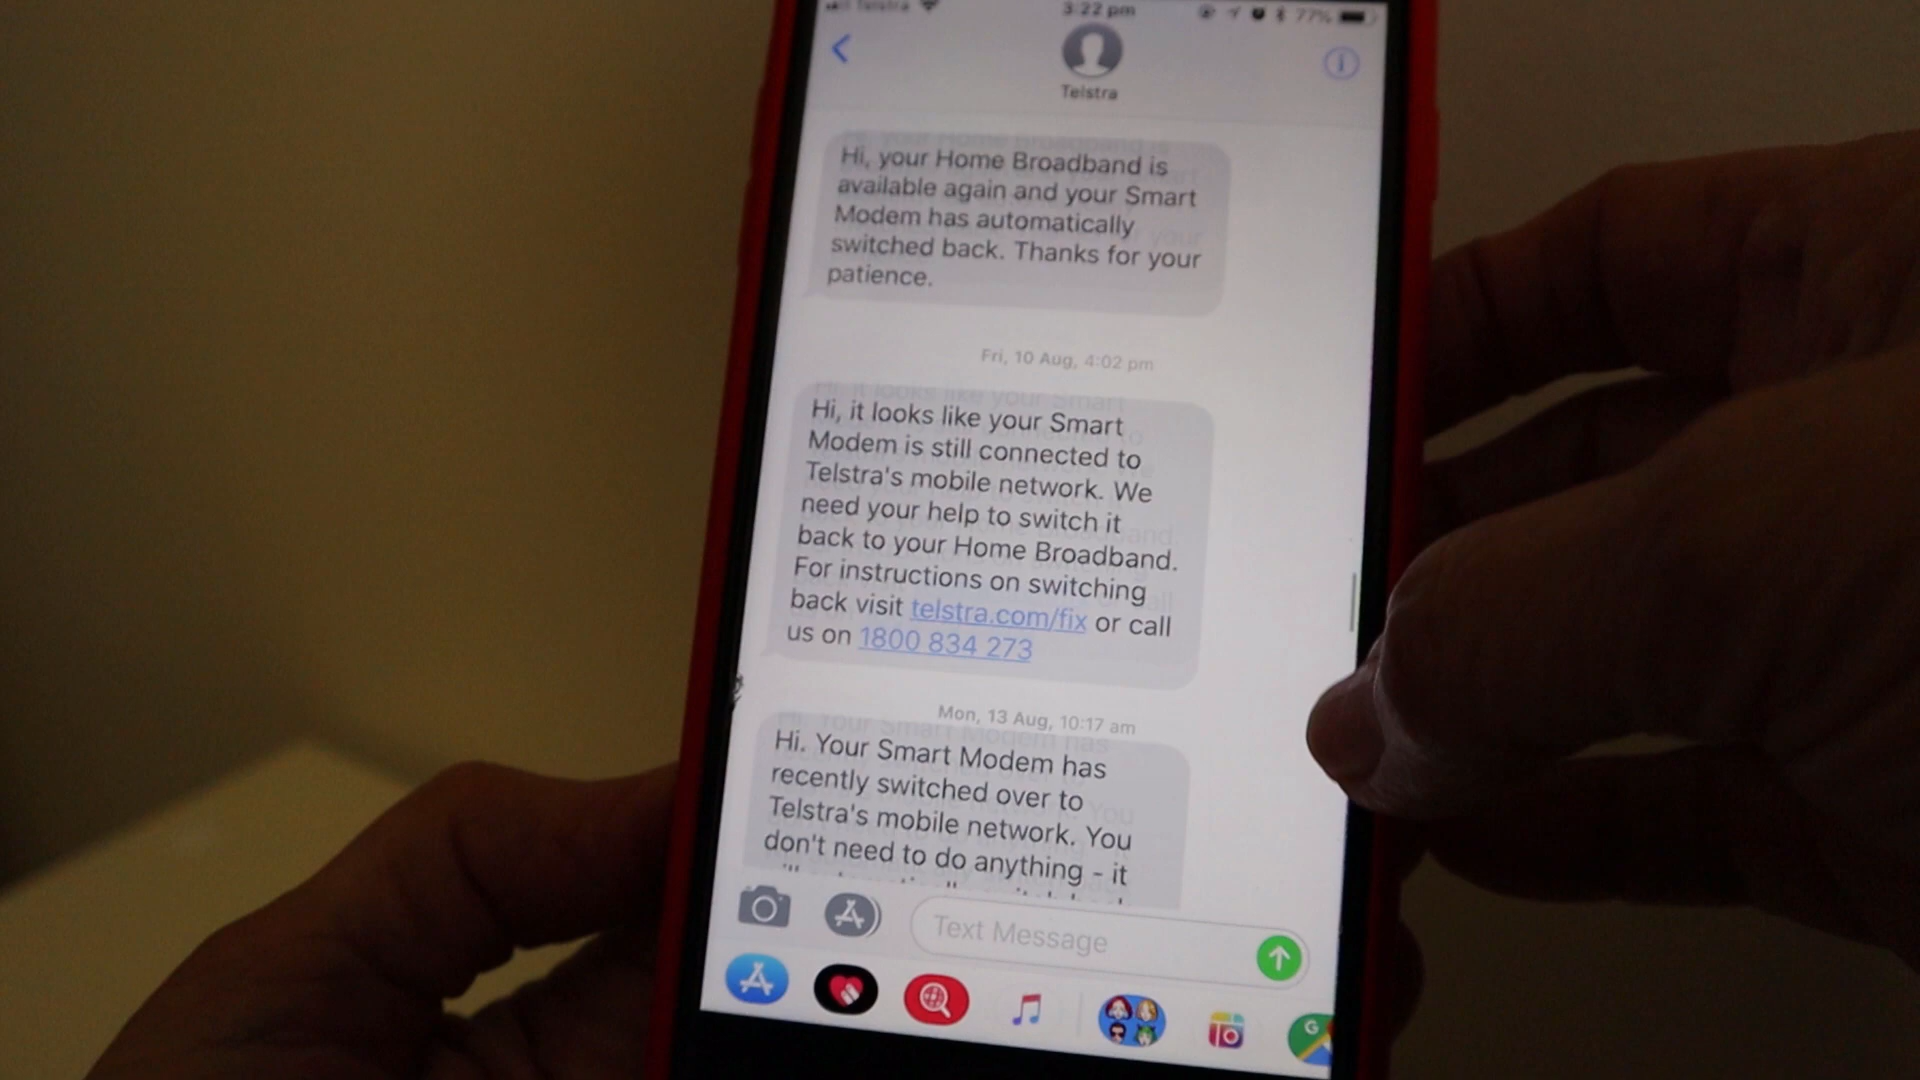 Telstra
3:22 pm
77%
Telstra
Hi, your Home Broadband is
available again and your Smart
Modem has automatically
switched back. Thanks for your
patience.
Fri, 10 Aug, 4:02 pm
Hi, it looks like your Smart
Modem is still connected to
Telstra's mobile network. We
need your help to switch it
back to your Home Broadband.
For instructions on switching
back visit telstra.com/fix or call
us on 1800 834 273
Mon, 13 Aug, 10:17 am
Hi. Your Smart Modem has
recently switched over to
Telstra's mobile network. You
don't need to do anything - it
Text Message